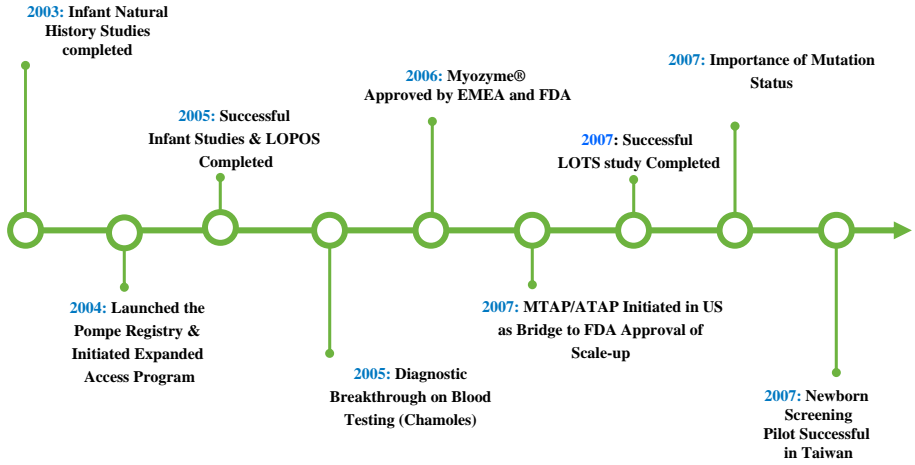 2003: Infant Natural
History Studies
completed
2004: Launched the
Pompe Registry &
Initiated Expanded
Access Program
2005: Successful
Infant Studies & LOPOS
Completed
2005: Diagnostic
Breakthrough on Blood
Testing (Chamoles)
2006: Myozyme®
Approved by EMEA and FDA
2007: MTAP/ATAP Initiated in US
as Bridge to FDA Approval of
Scale-up
2007: Successful
LOTS study Completed
2007: Importance of Mutation
Status
2007: Newborn
Screening
Pilot Successful
in Taiwan